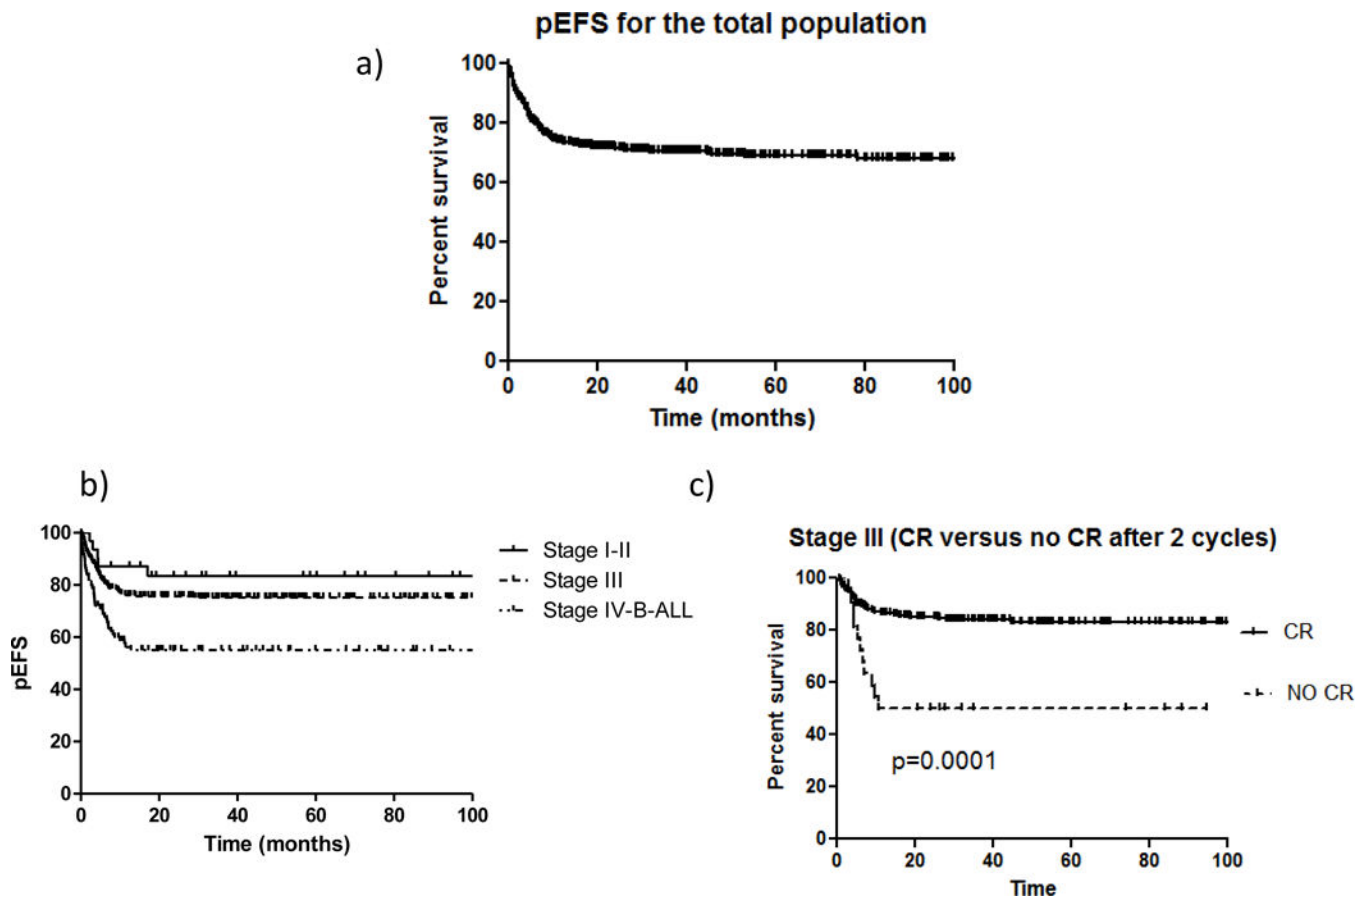 pEFS for the total population
a)
100
80
60
40
20
0
Percent survival
0 20 40 60 80 100
Time (months)
b)
100
80
60
40
20
0
pEFS
0 20 40 60 80 100
Time (months)
Stage I-II
Stage III
Stage IV-B-ALL
c)
Stage III (CR versus no CR after 2 cycles)
100
80
60
40
20
0
Percent survival
p=0.0001
0 20 40 60 80 100
Time
CR
NO CR